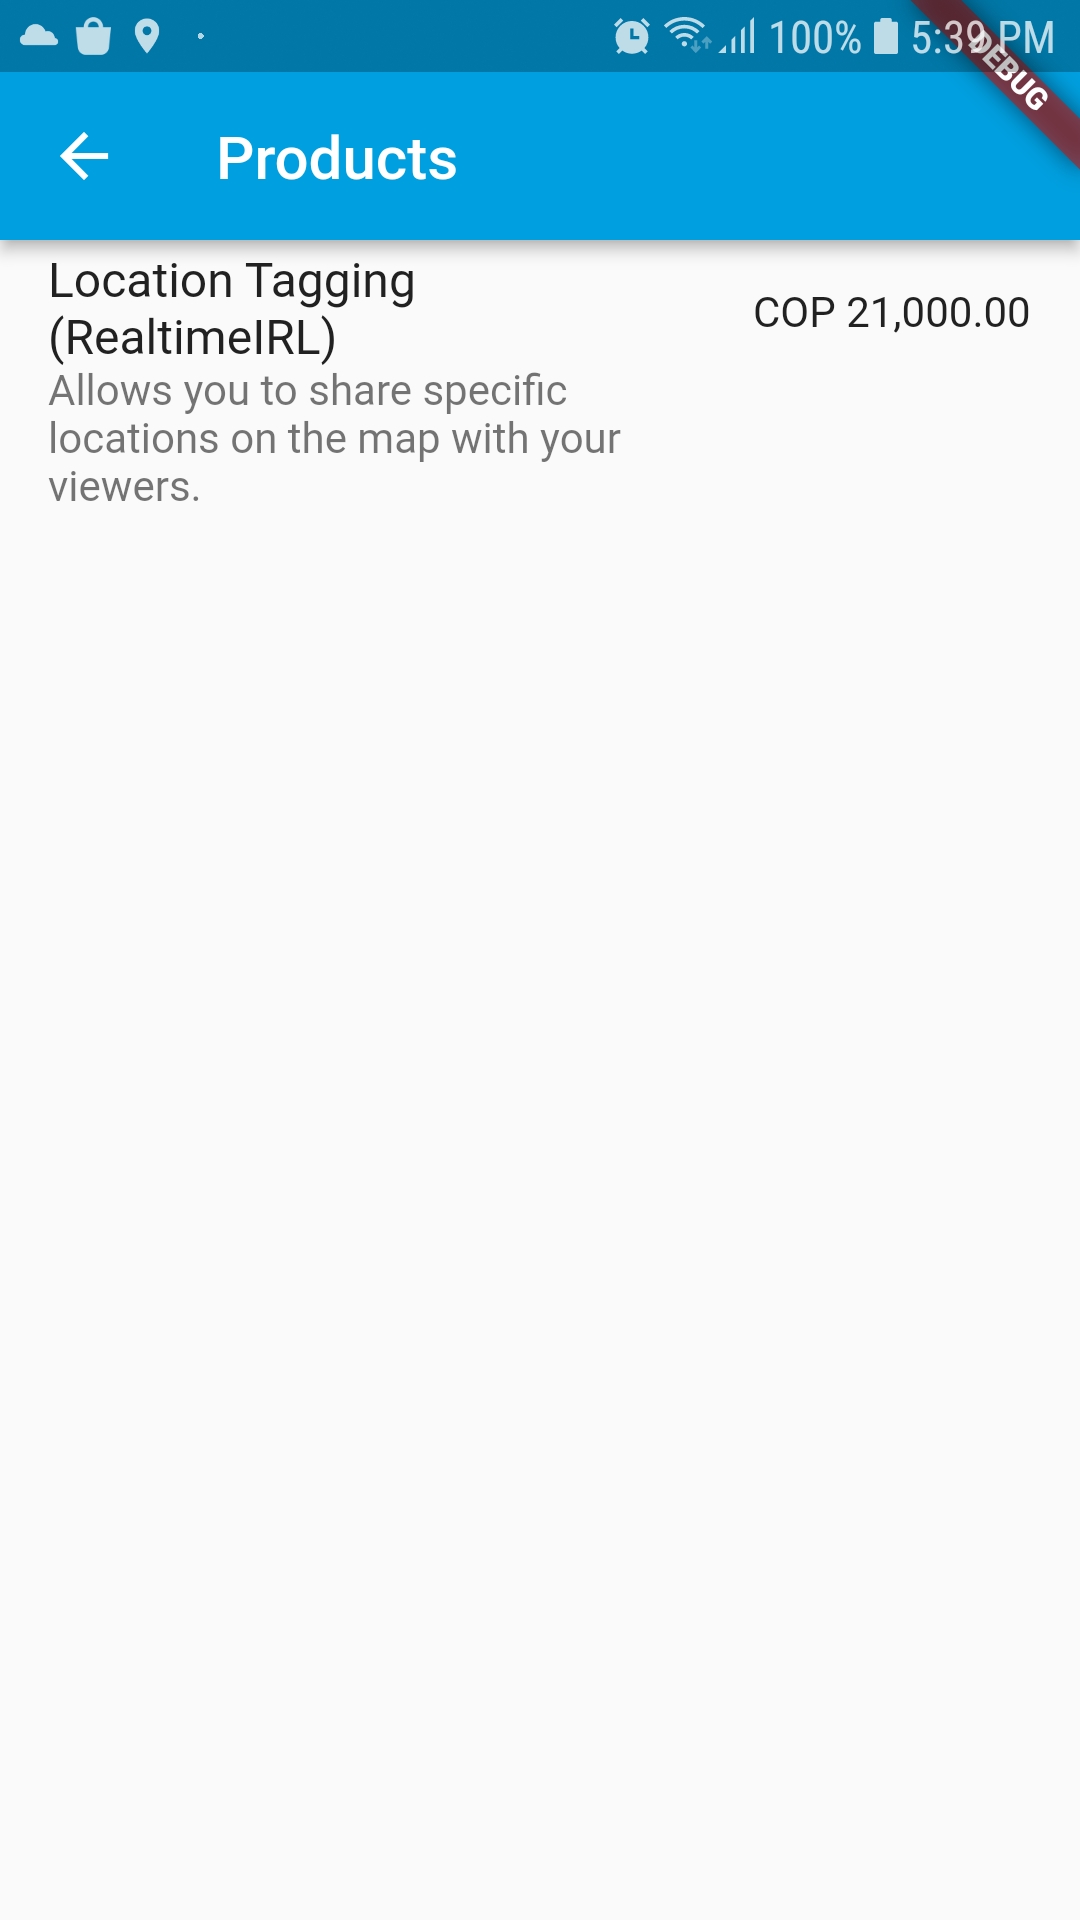 100% 5:39 PM
DEBUG
Products
Location Tagging
(RealtimeIRL)
COP 21,000.00
Allows you to share specific
locations on the map with your
viewers.